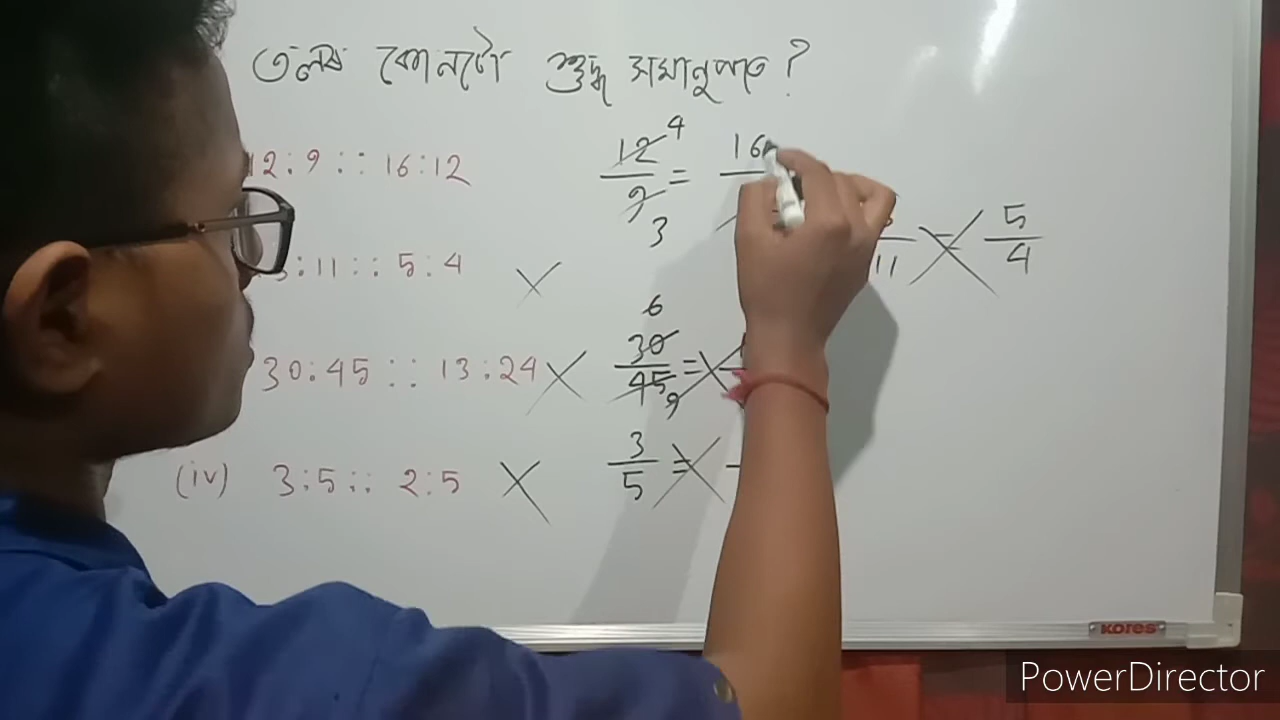 তলৰ কোনটো শুদ্ধ সমানুপাত ?
12 : 9 :: 16 : 12
: 11 :: 5 : 4 ×
30 : 45 :: 13 : 24 ×
(iv) 3 : 5 :: 2 : 5 ×
12 4
9 3
=
16
11
5
4
6
30
45 9
=
3
5
=
KORES
PowerDirector